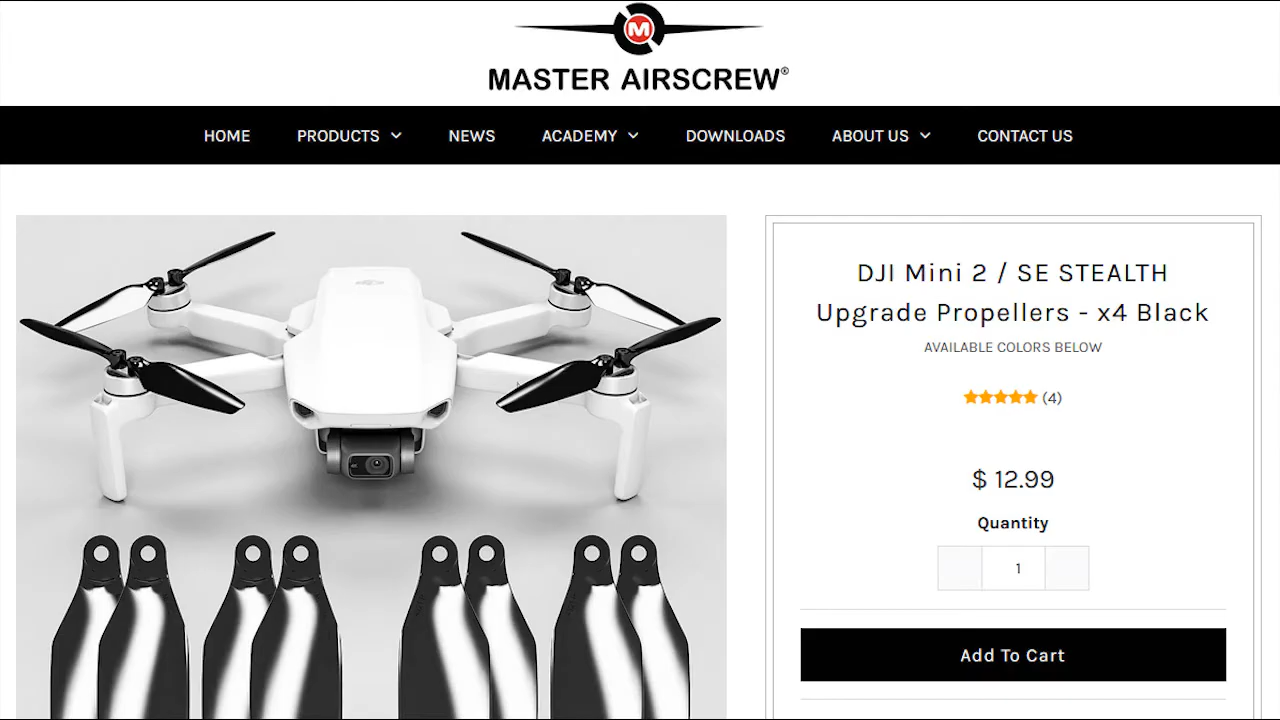 M
MASTER AIRSCREW®
HOME PRODUCTS NEWS ACADEMY DOWNLOADS ABOUT US CONTACT US
DJI Mini 2 / SE STEALTH
Upgrade Propellers - x4 Black
AVAILABLE COLORS BELOW
(4)
$ 12.99
Quantity
1
Add To Cart